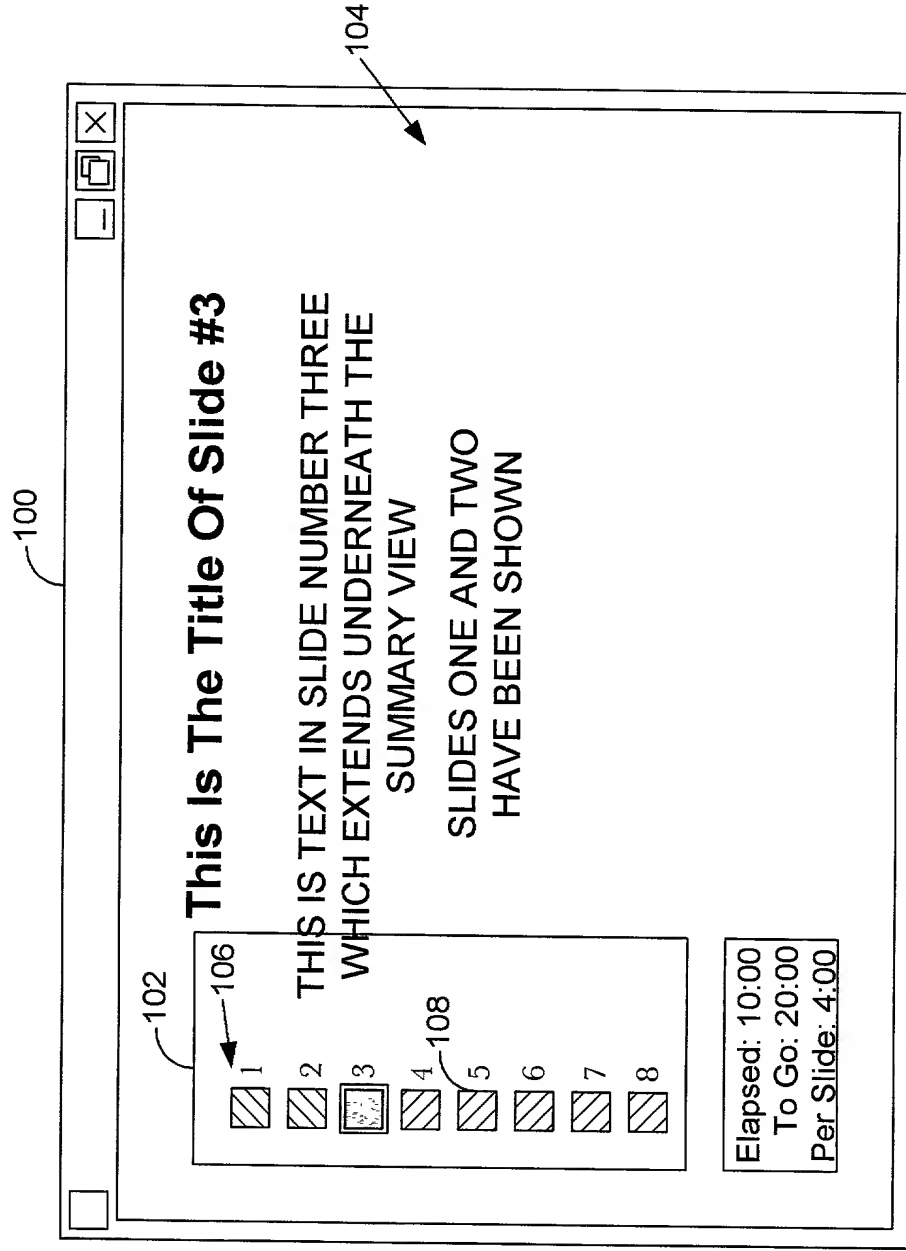 100
102
104
This Is The Title Of Slide #3
106
THIS IS TEXT IN SLIDE NUMBER THREE
WHICH EXTENDS UNDERNEATH THE
SUMMARY VIEW
SLIDES ONE AND TWO
HAVE BEEN SHOWN
1
2
3
4
108
5
6
7
8
Elapsed: 10:00
To Go: 20:00
Per Slide: 4:00